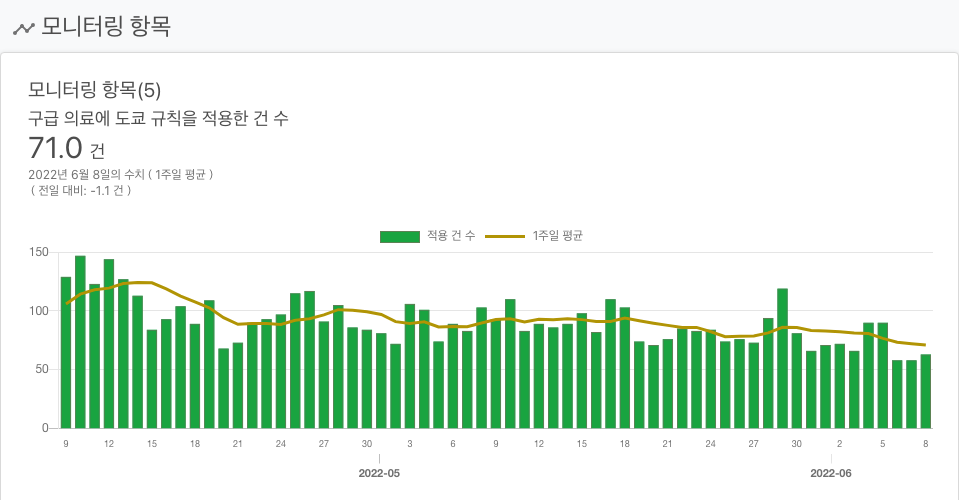 모니터링 항목
모니터링 항목(5)
구급 의료에 도쿄 규칙을 적용한 건 수
71.0 건
2022년 6월 8일의 수치 ( 1주일 평균 )
( 전일 대비: -1.1 건 )
적용 건 수 1주일 평균
150
100
50
0
9 12 15 18 21 24 27 30 3 6 9 12 15 18 21 24 27 30 2 5 8
2022-05 2022-06